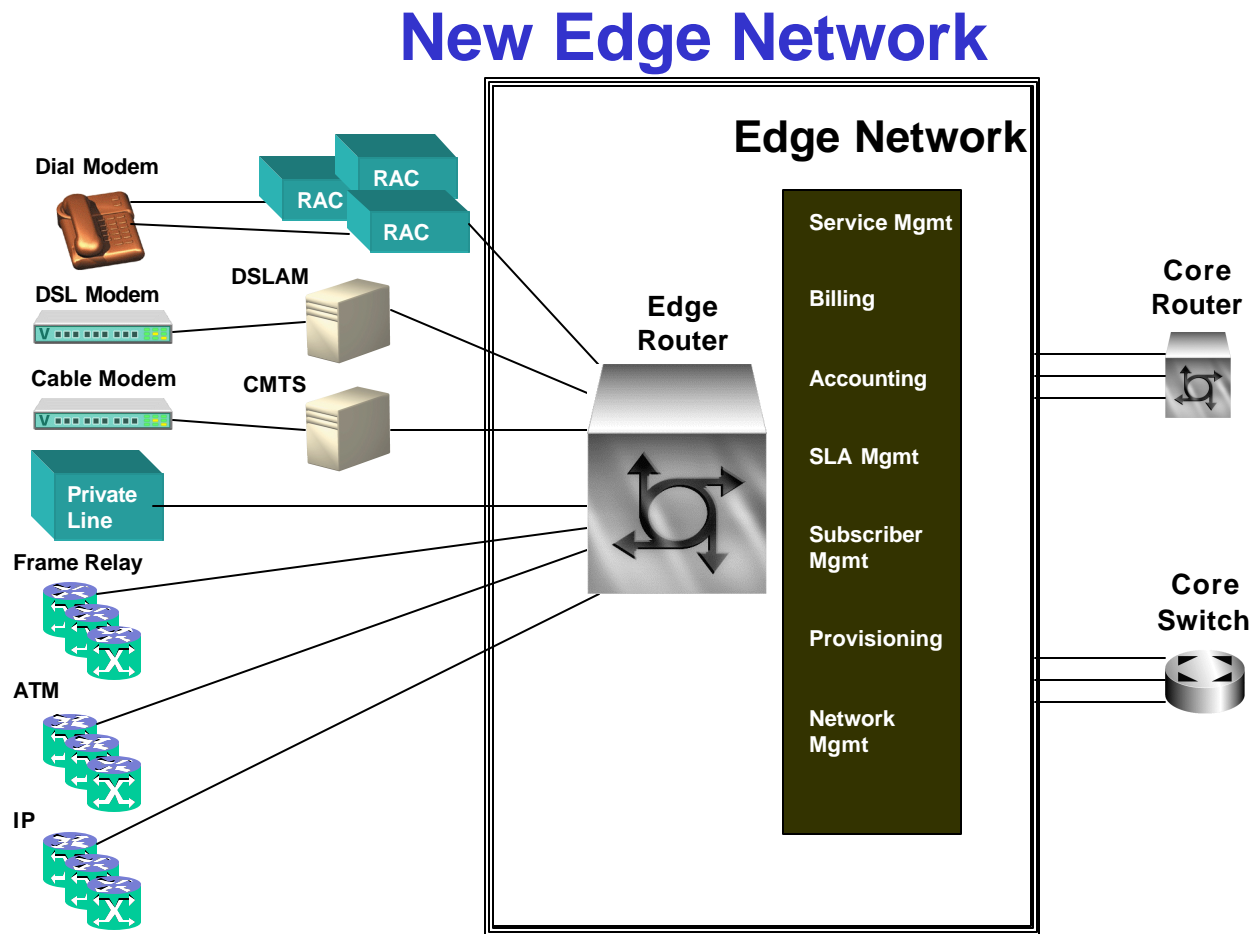 New Edge Network
Edge Network
Dial Modem
RAC
RAC
RAC
DSL Modem
DSLAM
V
Cable Modem
CMTS
V
Private
Line
Frame Relay
ATM
IP
Edge
Router
Service Mgmt
Billing
Accounting
SLA Mgmt
Subscriber
Mgmt
Provisioning
Network
Mgmt
Core
Router
Core
Switch